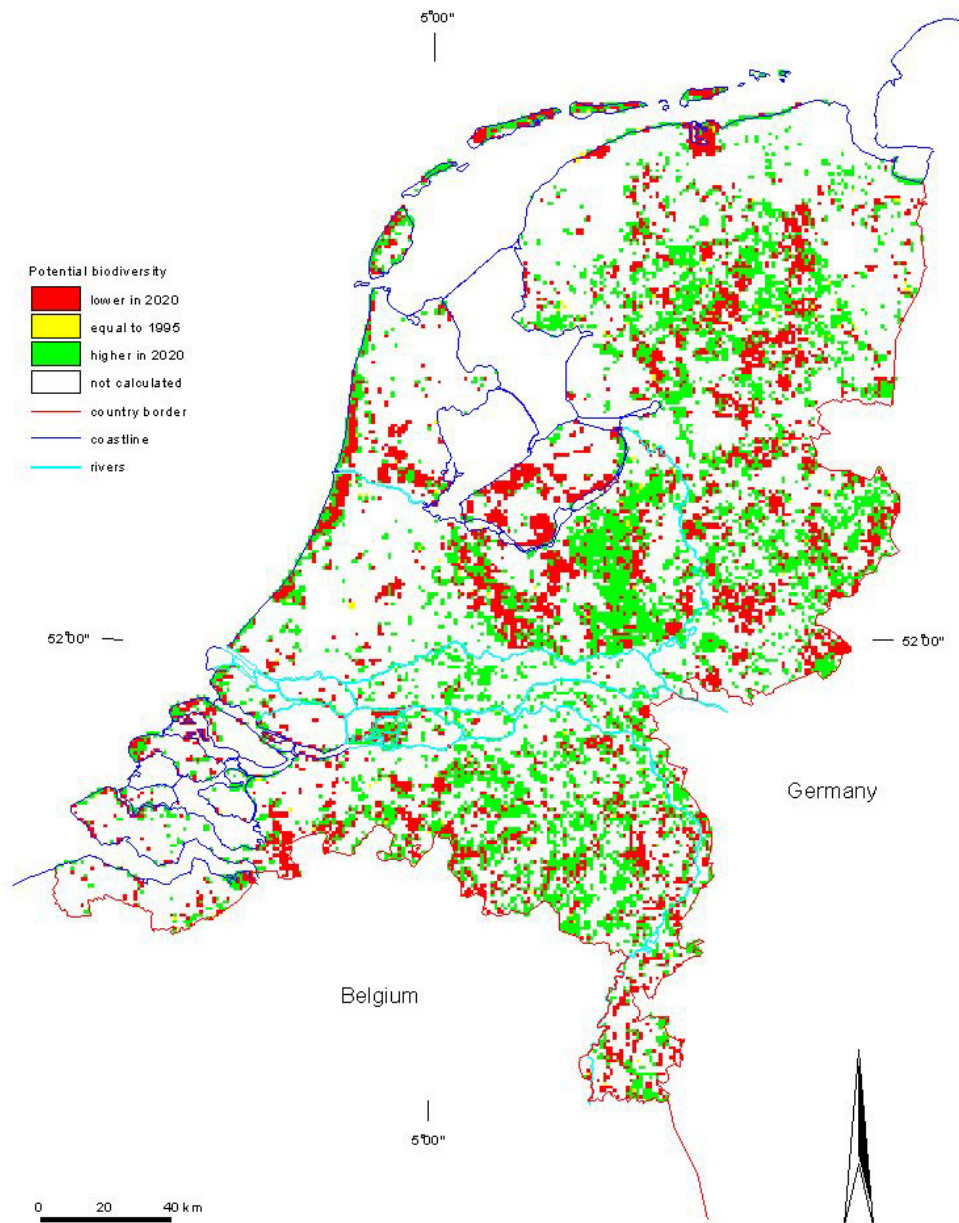 5°00"
Potential biodiversity
lower in 2020
equal to 1995
higher in 2020
not calculated
country border
coastline
rivers
52°00"
52°00"
Germany
Belgium
5°00"
0 20 40 km